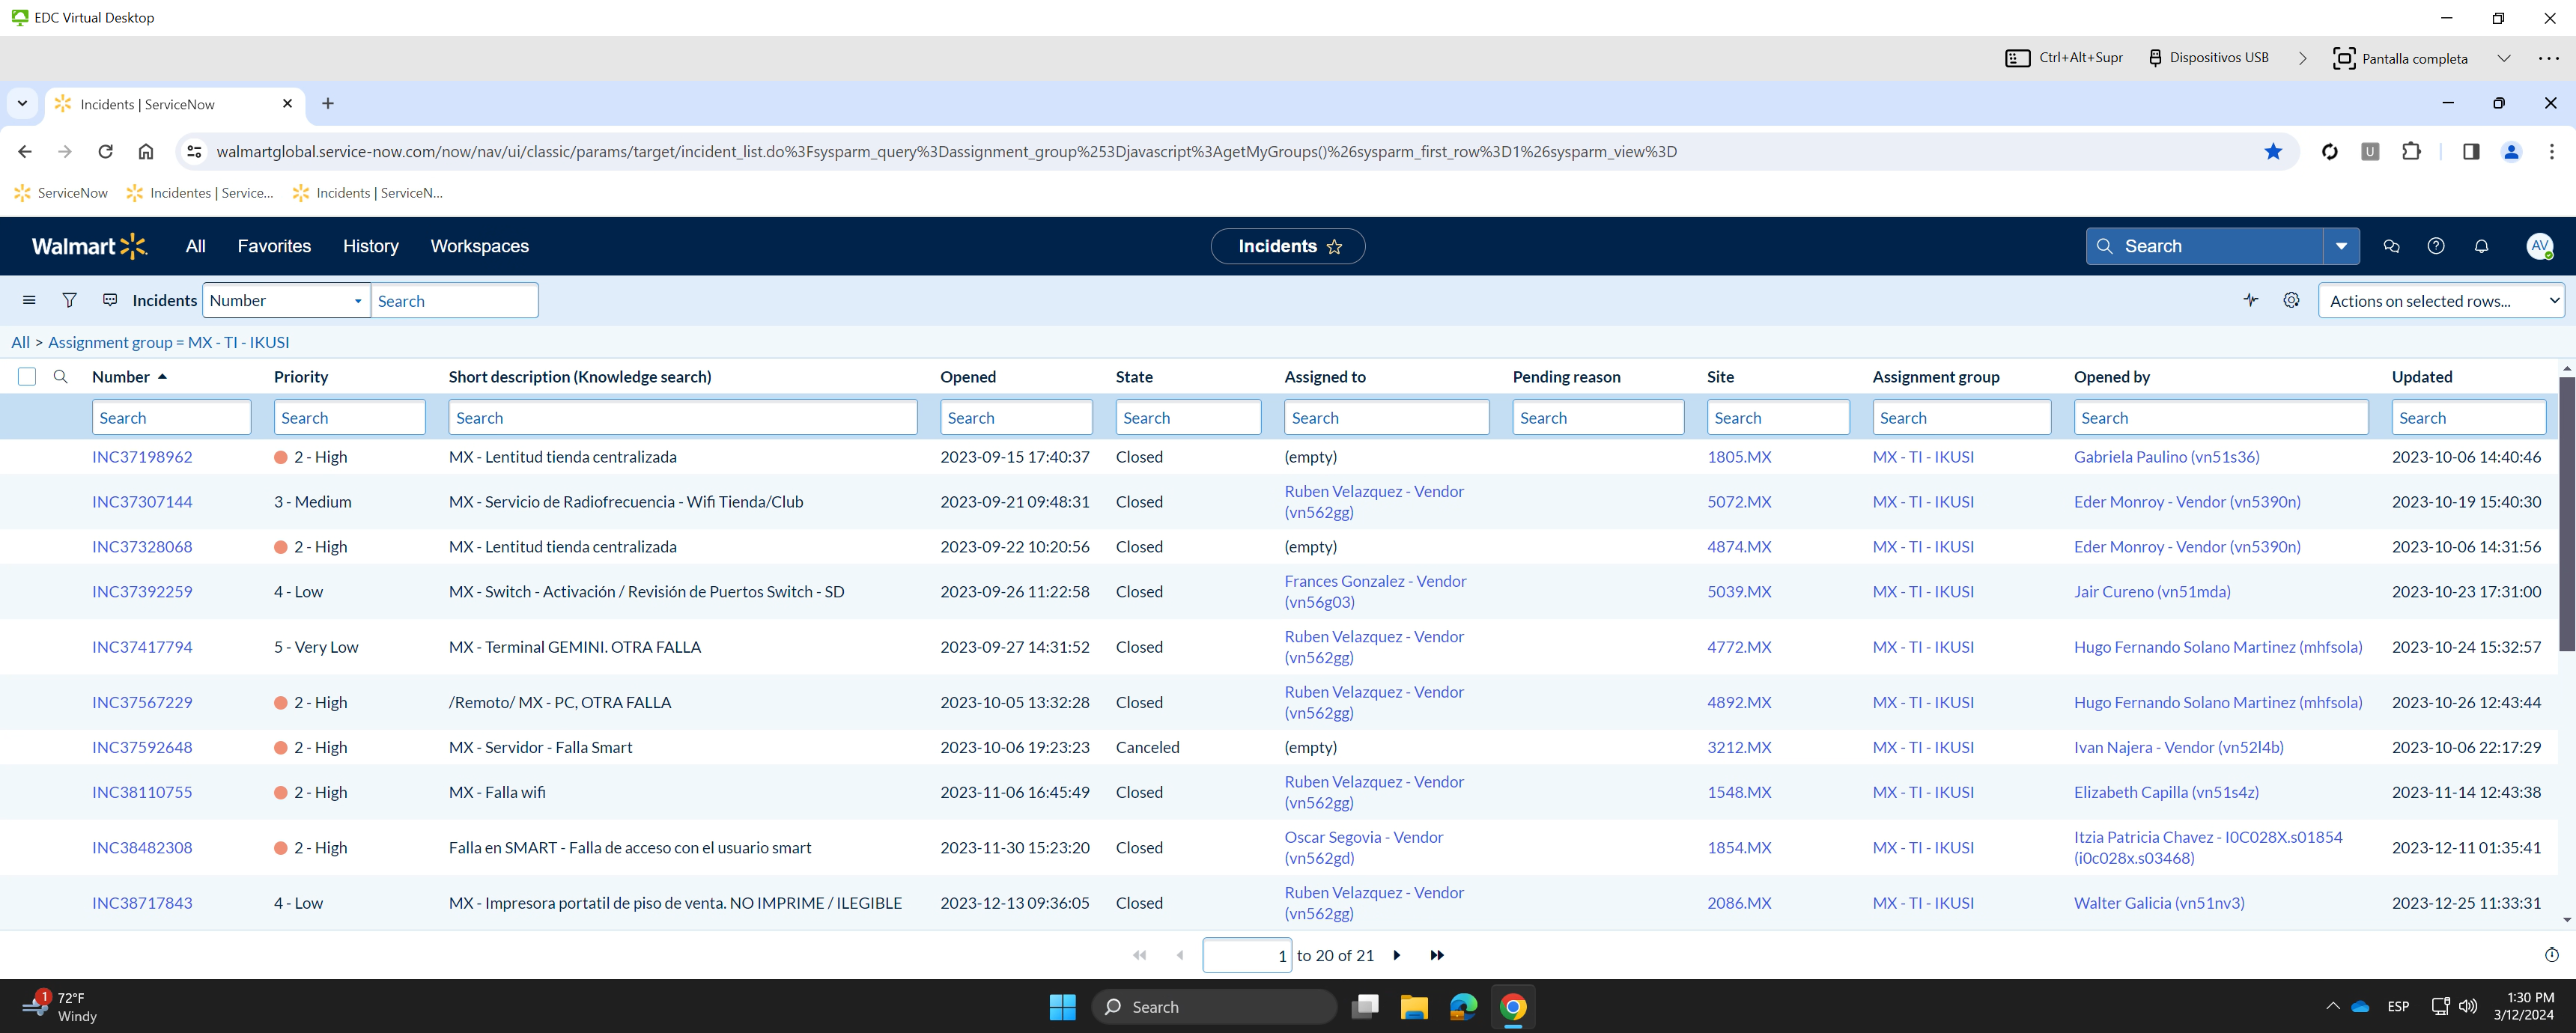 EDC Virtual Desktop
Ctrl+Alt+Supr Dispositivos USB Pantalla completa
Incidents | ServiceNow
walmartglobal.service-now.com/now/nav/ui/classic/params/target/incident_list.do%3Fsysparm_query%3Dassignment_group%253Djavascript%3AgetMyGroups()%26sysparm_first_row%3D1%26sysparm_view%3D
U
ServiceNow Incidentes | Service... Incidents | ServiceN...
Walmart All Favorites History Workspaces Incidents Search AV
Incidents Number Search Actions on selected rows...
All > Assignment group = MX - TI - IKUSI
Number Priority Short description (Knowledge search) Opened State Assigned to Pending reason Site Assignment group Opened by Updated
Search Search Search Search Search Search Search Search Search Search Search
INC37198962 2 - High MX - Lentitud tienda centralizada 2023-09-15 17:40:37 Closed (empty) 1805.MX MX - TI - IKUSI Gabriela Paulino (vn51s36) 2023-10-06 14:40:46
INC37307144 3 - Medium MX - Servicio de Radiofrecuencia - Wifi Tienda/Club 2023-09-21 09:48:31 Closed Ruben Velazquez - Vendor (vn562gg) 5072.MX MX - TI - IKUSI Eder Monroy - Vendor (vn5390n) 2023-10-19 15:40:30
INC37328068 2 - High MX - Lentitud tienda centralizada 2023-09-22 10:20:56 Closed (empty) 4874.MX MX - TI - IKUSI Eder Monroy - Vendor (vn5390n) 2023-10-06 14:31:56
INC37392259 4 - Low MX - Switch - Activación / Revisión de Puertos Switch - SD 2023-09-26 11:22:58 Closed Frances Gonzalez - Vendor (vn56g03) 5039.MX MX - TI - IKUSI Jair Cureno (vn51mda) 2023-10-23 17:31:00
INC37417794 5 - Very Low MX - Terminal GEMINI. OTRA FALLA 2023-09-27 14:31:52 Closed Ruben Velazquez - Vendor (vn562gg) 4772.MX MX - TI - IKUSI Hugo Fernando Solano Martinez (mhfsola) 2023-10-24 15:32:57
INC37567229 2 - High /Remoto/ MX - PC, OTRA FALLA 2023-10-05 13:32:28 Closed Ruben Velazquez - Vendor (vn562gg) 4892.MX MX - TI - IKUSI Hugo Fernando Solano Martinez (mhfsola) 2023-10-26 12:43:44
INC37592648 2 - High MX - Servidor - Falla Smart 2023-10-06 19:23:23 Canceled (empty) 3212.MX MX - TI - IKUSI Ivan Najera - Vendor (vn52l4b) 2023-10-06 22:17:29
INC38110755 2 - High MX - Falla wifi 2023-11-06 16:45:49 Closed Ruben Velazquez - Vendor (vn562gg) 1548.MX MX - TI - IKUSI Elizabeth Capilla (vn51s4z) 2023-11-14 12:43:38
INC38482308 2 - High Falla en SMART - Falla de acceso con el usuario smart 2023-11-30 15:23:20 Closed Oscar Segovia - Vendor (vn562gd) 1854.MX MX - TI - IKUSI Itzia Patricia Chavez - I0C028X.s01854 (i0c028x.s03468) 2023-12-11 01:35:41
INC38717843 4 - Low MX - Impresora portatil de piso de venta. NO IMPRIME / ILEGIBLE 2023-12-13 09:36:05 Closed Ruben Velazquez - Vendor (vn562gg) 2086.MX MX - TI - IKUSI Walter Galicia (vn51nv3) 2023-12-25 11:33:31
1 to 20 of 21
1 72°F
Windy
Search
ESP
1:30 PM
3/12/2024